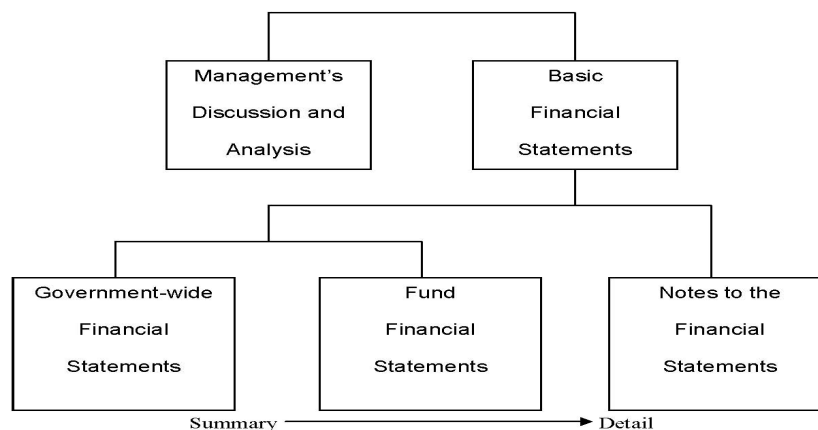 Management's
Discussion and
Analysis
Basic
Financial
Statements
Government-wide
Financial
Statements
Fund
Financial
Statements
Notes to the
Financial
Statements
Summary
Detail